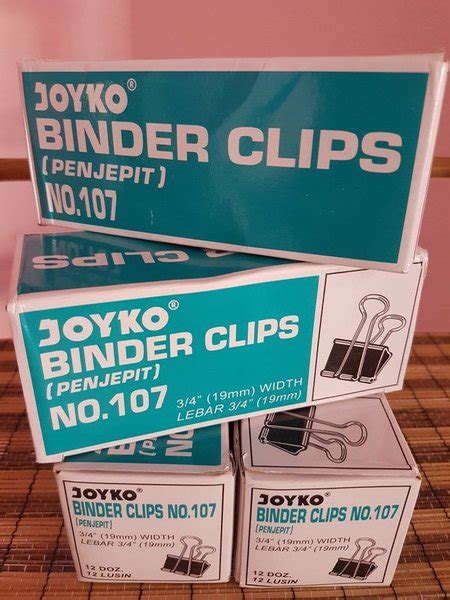 JOYKO®
BINDER CLIPS
(PENJEPIT)
NO.107
CLIPS
JOYKO®
BINDER CLIPS
(PENJEPIT)
NO.107 3/4" (19mm) WIDTH
LEBAR 3/4" (19mm)
JOYKO®
BINDER CLIPS NO.107
(PENJEPIT)
3/4" (19mm) WIDTH
LEBAR 3/4" (19mm)
12 DOZ.
12 LUSIN
JOYKO®
BINDER CLIPS NO.107
(PENJEPIT)
3/4" (19mm) WIDTH
LEBAR 3/4" (19mm)
12 DOZ.
12 LUSIN